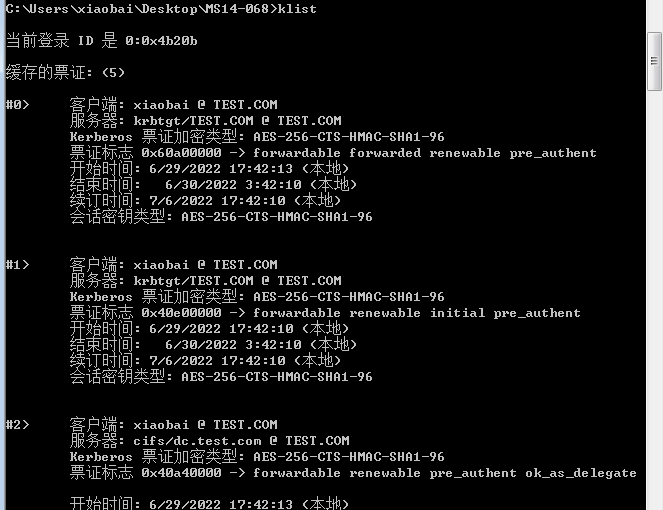 C:\Users\xiaobai\Desktop\MS14-068>klist
当前登录 ID 是 0:0x4b20b
缓存的票证: (5)
#0> 客户端: xiaobai @ TEST.COM
服务器: krbtgt/TEST.COM @ TEST.COM
Kerberos 票证加密类型: AES-256-CTS-HMAC-SHA1-96
票证标志 0x60a00000 -> forwardable forwarded renewable pre_authent
开始时间: 6/29/2022 17:42:13 (本地)
结束时间: 6/30/2022 3:42:10 (本地)
续订时间: 7/6/2022 17:42:10 (本地)
会话密钥类型: AES-256-CTS-HMAC-SHA1-96
#1> 客户端: xiaobai @ TEST.COM
服务器: krbtgt/TEST.COM @ TEST.COM
Kerberos 票证加密类型: AES-256-CTS-HMAC-SHA1-96
票证标志 0x40e00000 -> forwardable renewable initial pre_authent
开始时间: 6/29/2022 17:42:10 (本地)
结束时间: 6/30/2022 3:42:10 (本地)
续订时间: 7/6/2022 17:42:10 (本地)
会话密钥类型: AES-256-CTS-HMAC-SHA1-96
#2> 客户端: xiaobai @ TEST.COM
服务器: cifs/dc.test.com @ TEST.COM
Kerberos 票证加密类型: AES-256-CTS-HMAC-SHA1-96
票证标志 0x40a40000 -> forwardable renewable pre_authent ok_as_delegate
开始时间: 6/29/2022 17:42:13 (本地)